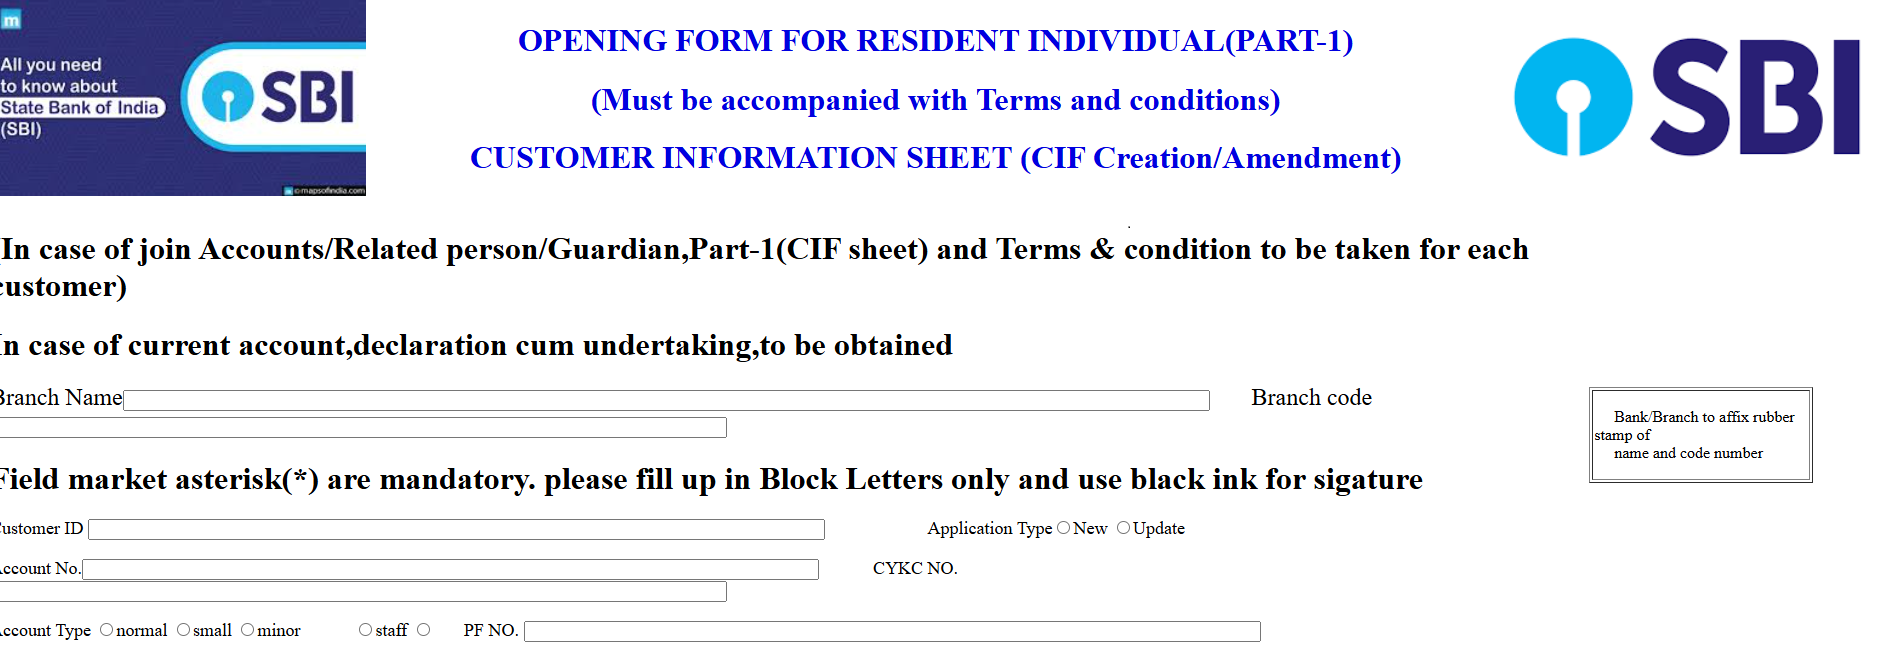 m
All you need
to know about
State Bank of India
(SBI)
SBI
©mapsofindia.com
OPENING FORM FOR RESIDENT INDIVIDUAL(PART-1)
(Must be accompanied with Terms and conditions)
CUSTOMER INFORMATION SHEET (CIF Creation/Amendment)
SBI
In case of join Accounts/Related person/Guardian,Part-1(CIF sheet) and Terms & condition to be taken for each
customer)
In case of current account,declaration cum undertaking,to be obtained
Branch Name
Branch code
Bank/Branch to affix rubber
stamp of
name and code number
Field market asterisk(*) are mandatory. please fill up in Block Letters only and use black ink for sigature
Customer ID
Application Type New Update
Account No.
CYKC NO.
Account Type normal small minor staff PF NO.